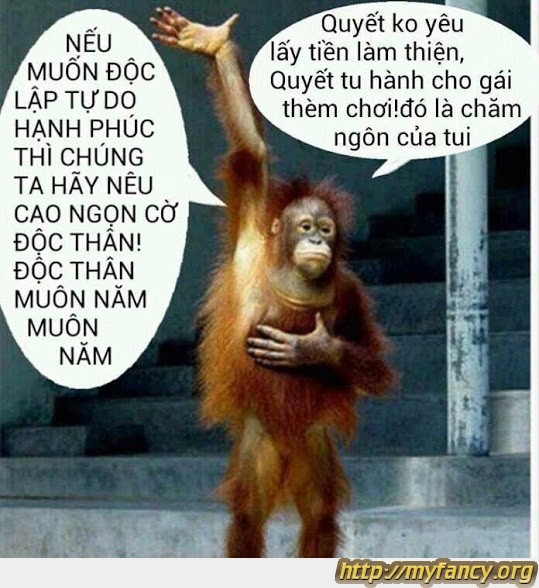 NẾU
MUỐN ĐỘC
LẬP TỰ DO
HẠNH PHÚC
THÌ CHÚNG
TA HÃY NÊU
CAO NGỌN CỜ
ĐỘC THÂN!
ĐỘC THÂN
MUÔN NĂM
MUÔN
NĂM
Quyết ko yêu
lấy tiền làm thiện,
Quyết tu hành cho gái
thèm chơi!đó là chăm
ngôn của tui
http://myfancy.org